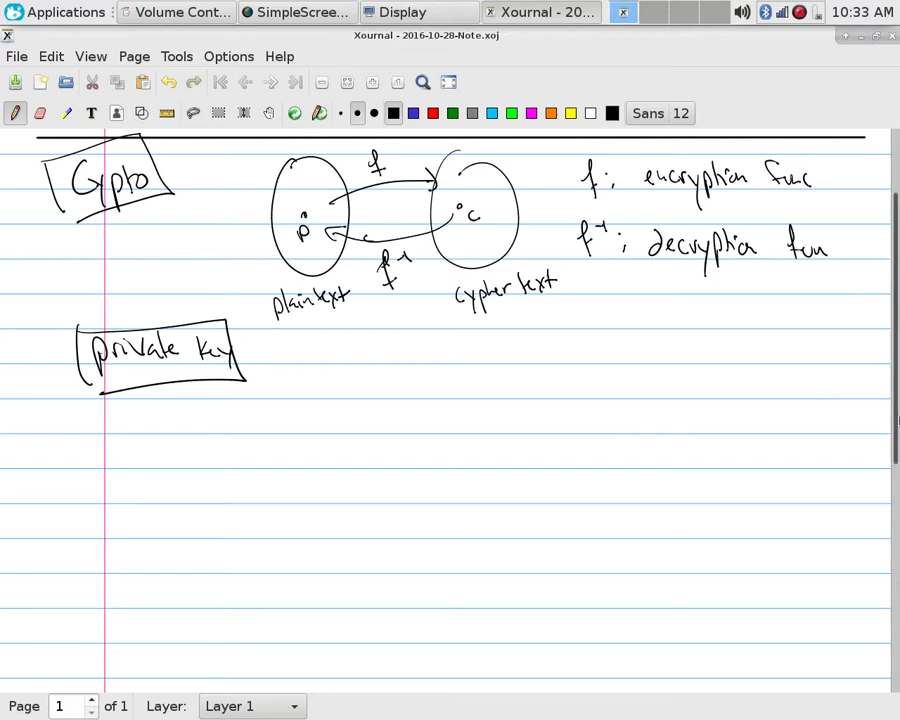 Applications
Volume Cont...
SimpleScree...
Display
Xournal - 20...
10:33 AM
Xournal - 2016-10-28-Note.xoj
File Edit View Page Tools Options Help
Sans 12
Cypto
f
f ; encryption func
P
C
f⁻¹ ; decryption fun
f⁻¹
plaintext
cypher text
private key
Page 1 of 1 Layer: Layer 1